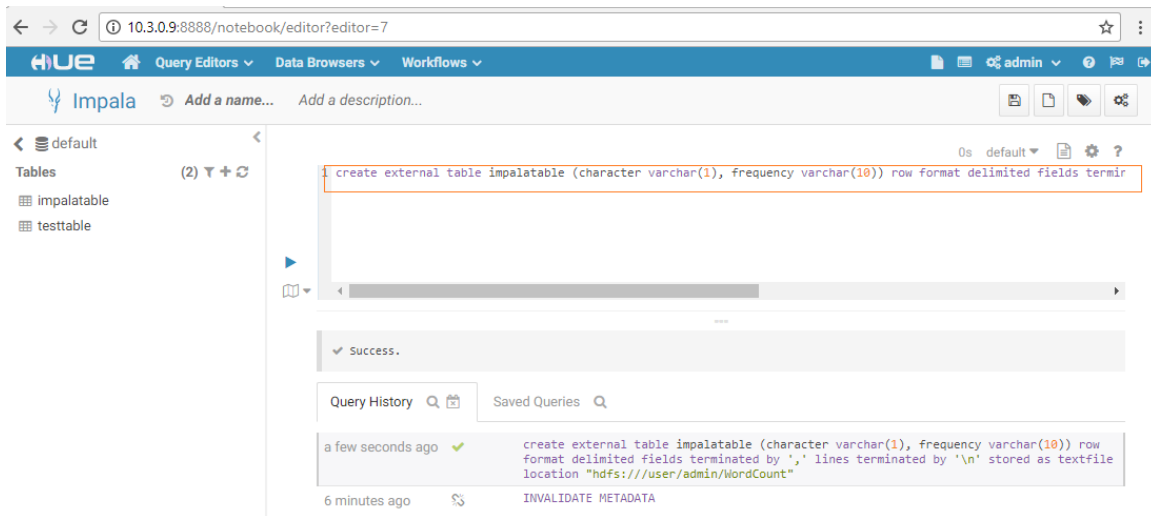 10.3.0.9:8888/notebook/editor?editor=7
HUE Query Editors Data Browsers Workflows admin
Impala Add a name... Add a description...
default
Tables (2)
impalatable
testtable
0s default ?
1 create external table impalatable (character varchar(1), frequency varchar(10)) row format delimited fields termir
Success.
Query History Saved Queries
a few seconds ago create external table impalatable (character varchar(1), frequency varchar(10)) row
format delimited fields terminated by ',' lines terminated by '\n' stored as textfile
location "hdfs:///user/admin/WordCount"
6 minutes ago INVALIDATE METADATA